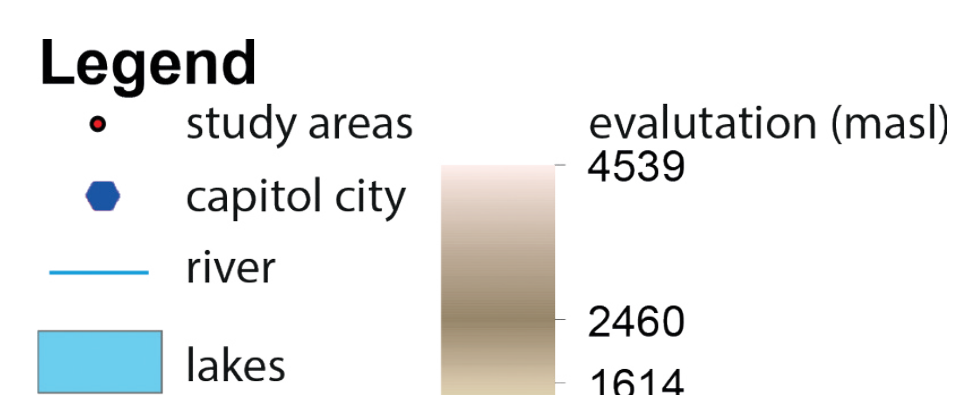 Legend
study areas
capitol city
river
lakes
evalutation (masl)
4539
2460
1614